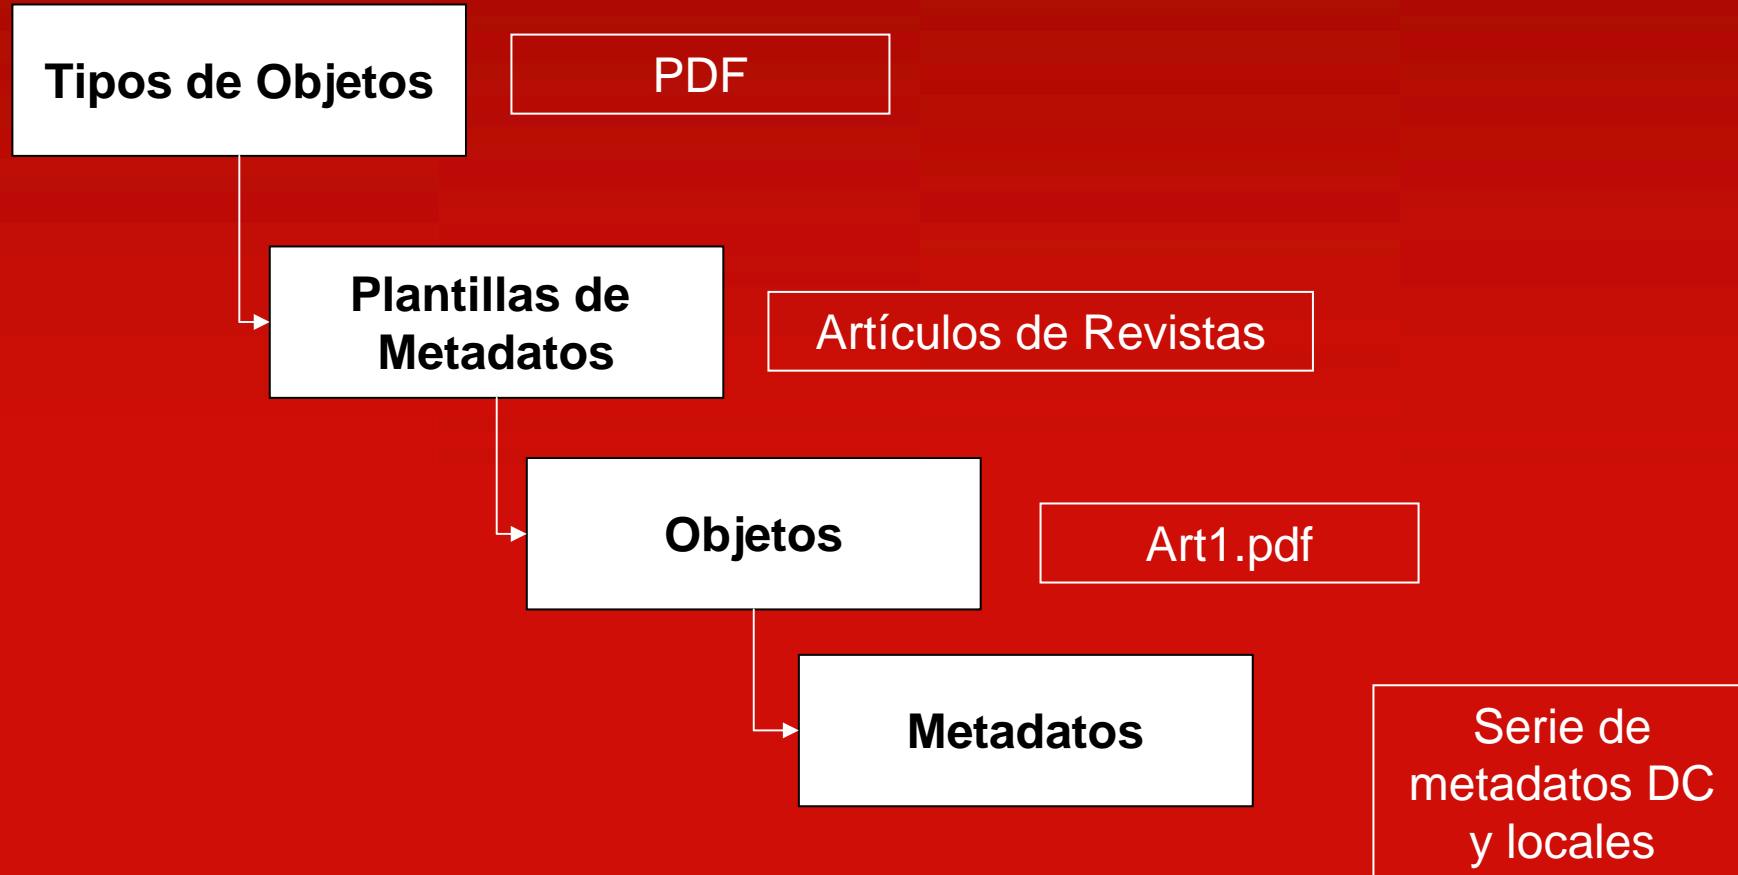 Tipos de Objetos
PDF
Plantillas de
Metadatos
Artículos de Revistas
Objetos
Art1.pdf
Metadatos
Serie de
metadatos DC
y locales